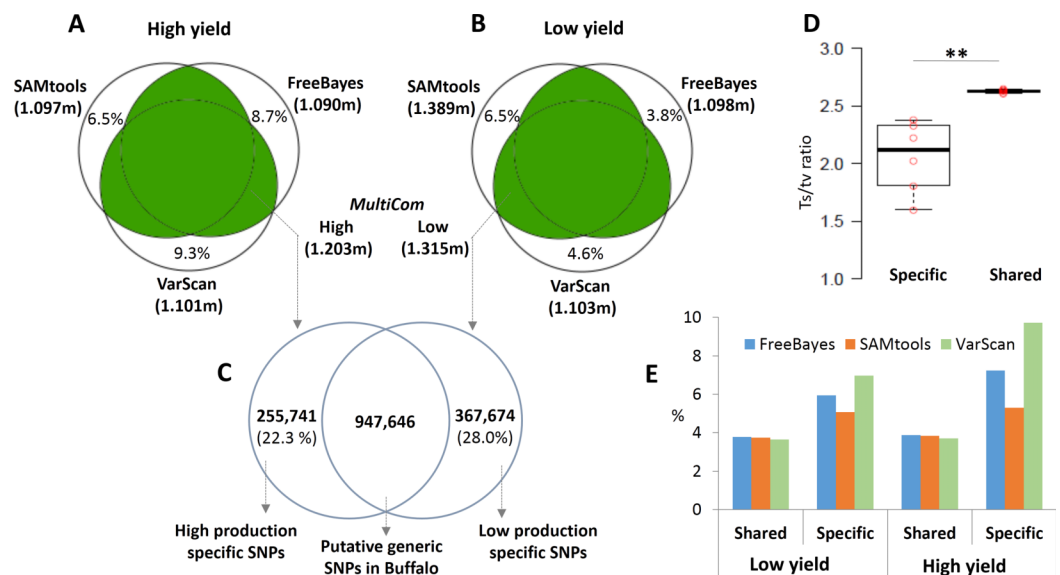 A
High yield
SAMtools
(1.097m)
FreeBayes
(1.090m)
6.5%
8.7%
9.3%
VarScan
(1.101m)
B
Low yield
SAMtools
(1.389m)
FreeBayes
(1.098m)
6.5%
3.8%
4.6%
VarScan
(1.103m)
MultiCom
High
(1.203m)
Low
(1.315m)
C
255,741
(22.3 %)
947,646
367,674
(28.0%)
High production
specific SNPs
Putative generic
SNPs in Buffalo
Low production
specific SNPs
D
**
3.0
2.5
2.0
1.5
1.0
Ts/tv ratio
Specific
Shared
E
FreeBayes
SAMtools
VarScan
10
8
6
4
2
0
%
Shared
Specific
Shared
Specific
Low yield
High yield